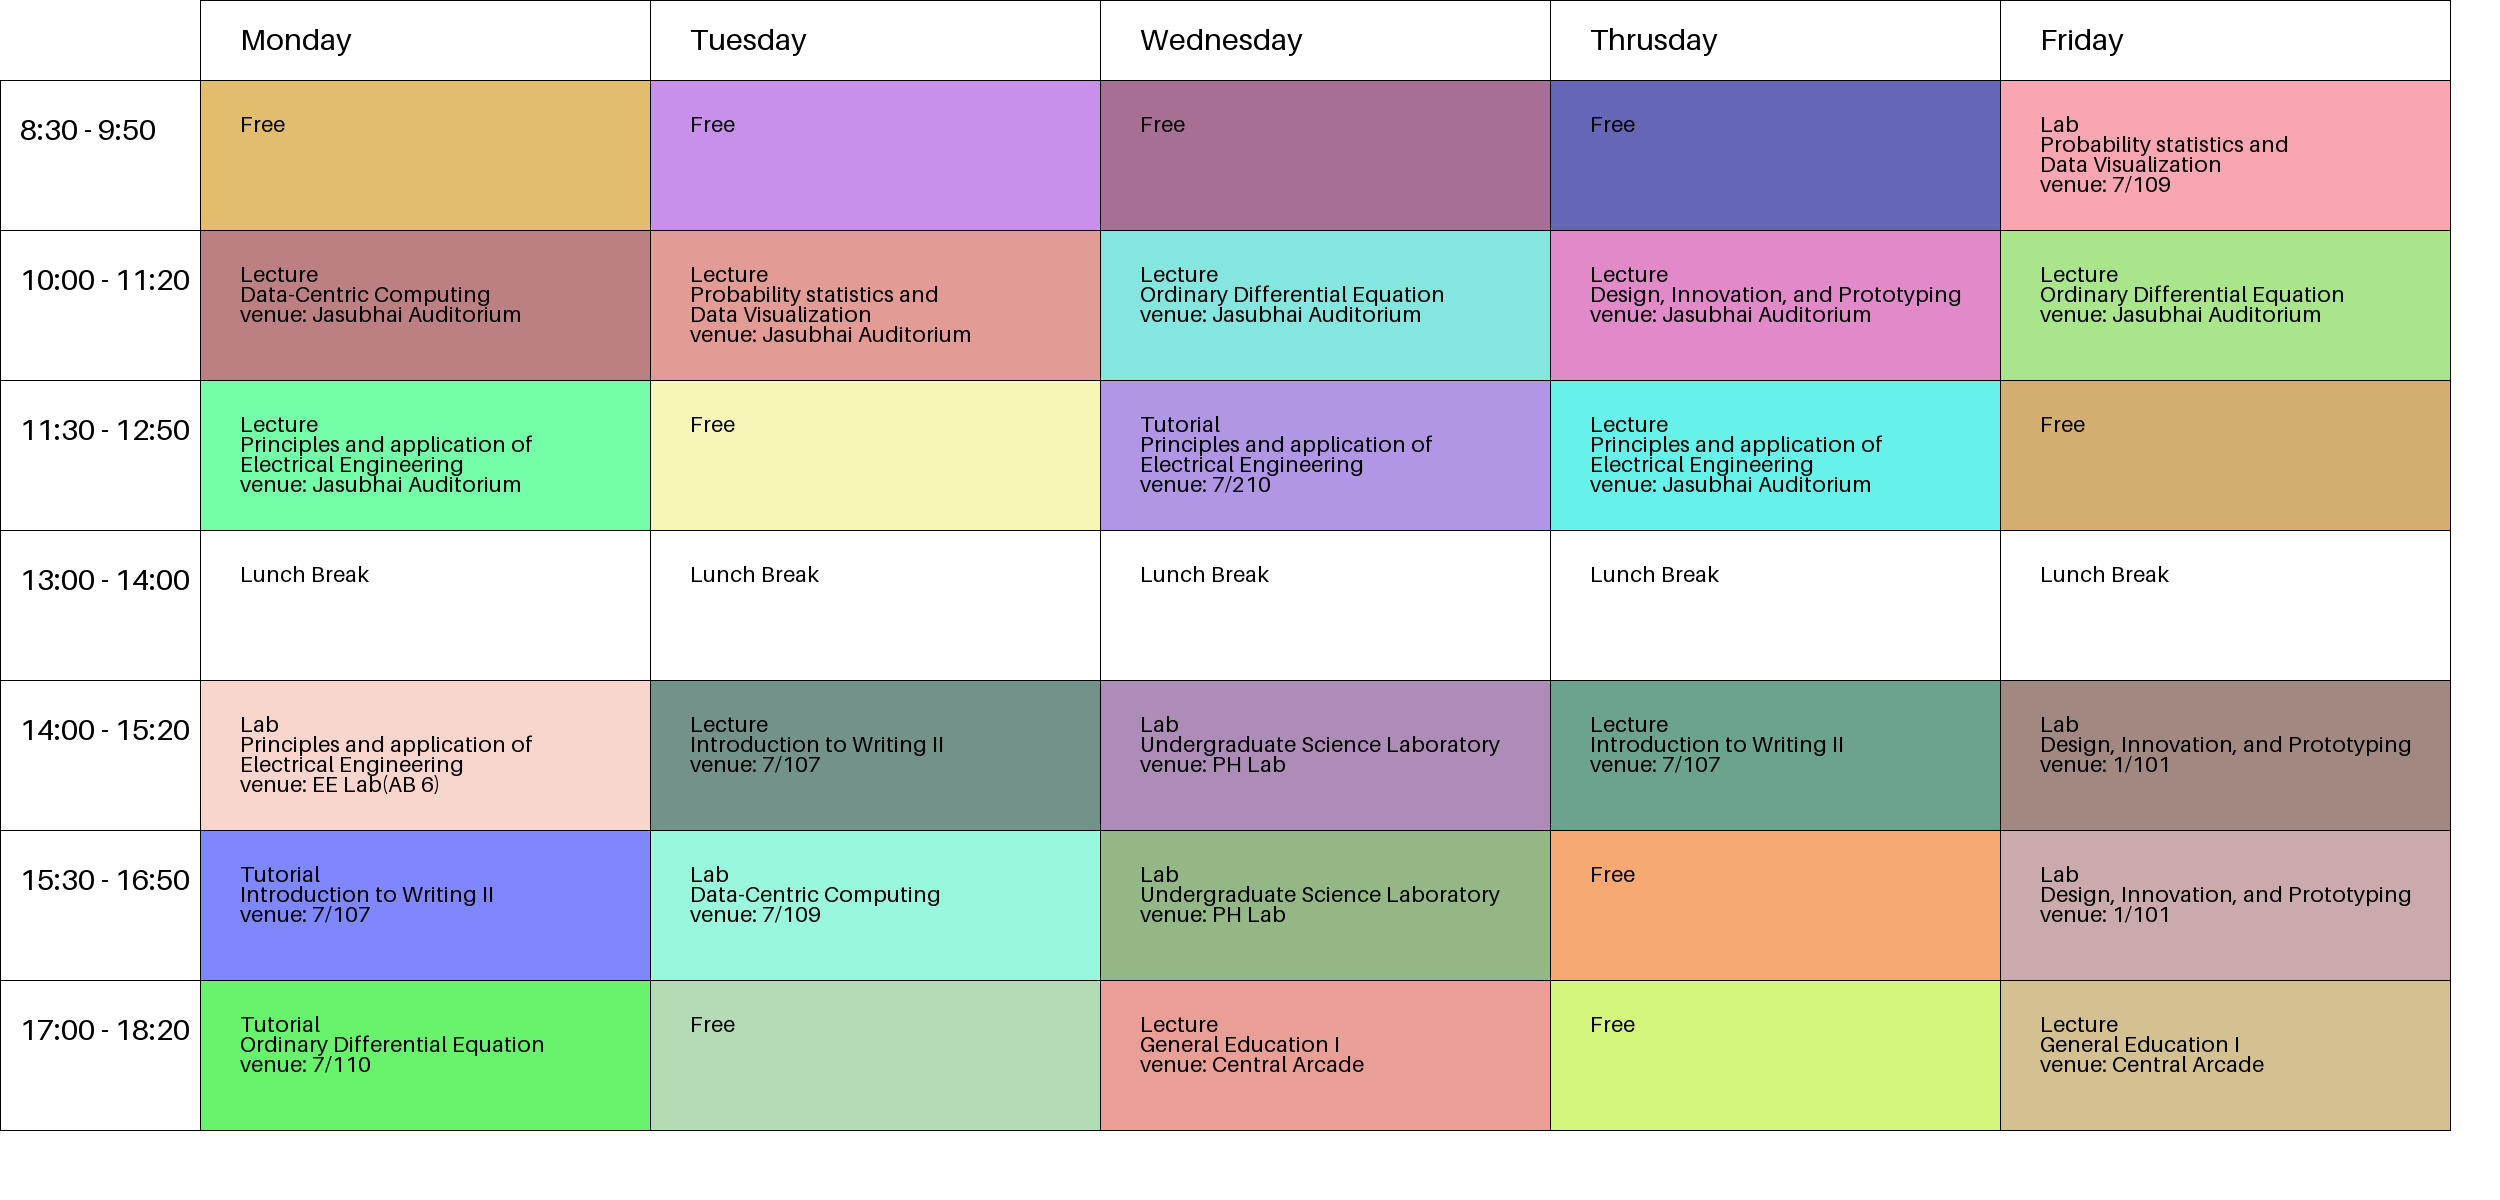 Monday
Tuesday
Wednesday
Thrusday
Friday
8:30 - 9:50
Free
Free
Free
Free
Lab
Probability statistics and
Data Visualization
venue: 7/109
10:00 - 11:20
Lecture
Data-Centric Computing
venue: Jasubhai Auditorium
Lecture
Probability statistics and
Data Visualization
venue: Jasubhai Auditorium
Lecture
Ordinary Differential Equation
venue: Jasubhai Auditorium
Lecture
Design, Innovation, and Prototyping
venue: Jasubhai Auditorium
Lecture
Ordinary Differential Equation
venue: Jasubhai Auditorium
11:30 - 12:50
Lecture
Principles and application of
Electrical Engineering
venue: Jasubhai Auditorium
Free
Tutorial
Principles and application of
Electrical Engineering
venue: 7/210
Lecture
Principles and application of
Electrical Engineering
venue: Jasubhai Auditorium
Free
13:00 - 14:00
Lunch Break
Lunch Break
Lunch Break
Lunch Break
Lunch Break
14:00 - 15:20
Lab
Principles and application of
Electrical Engineering
venue: EE Lab(AB 6)
Lecture
Introduction to Writing II
venue: 7/107
Lab
Undergraduate Science Laboratory
venue: PH Lab
Lecture
Introduction to Writing II
venue: 7/107
Lab
Design, Innovation, and Prototyping
venue: 1/101
15:30 - 16:50
Tutorial
Introduction to Writing II
venue: 7/107
Lab
Data-Centric Computing
venue: 7/109
Lab
Undergraduate Science Laboratory
venue: PH Lab
Free
Lab
Design, Innovation, and Prototyping
venue: 1/101
17:00 - 18:20
Tutorial
Ordinary Differential Equation
venue: 7/110
Free
Lecture
General Education I
venue: Central Arcade
Free
Lecture
General Education I
venue: Central Arcade